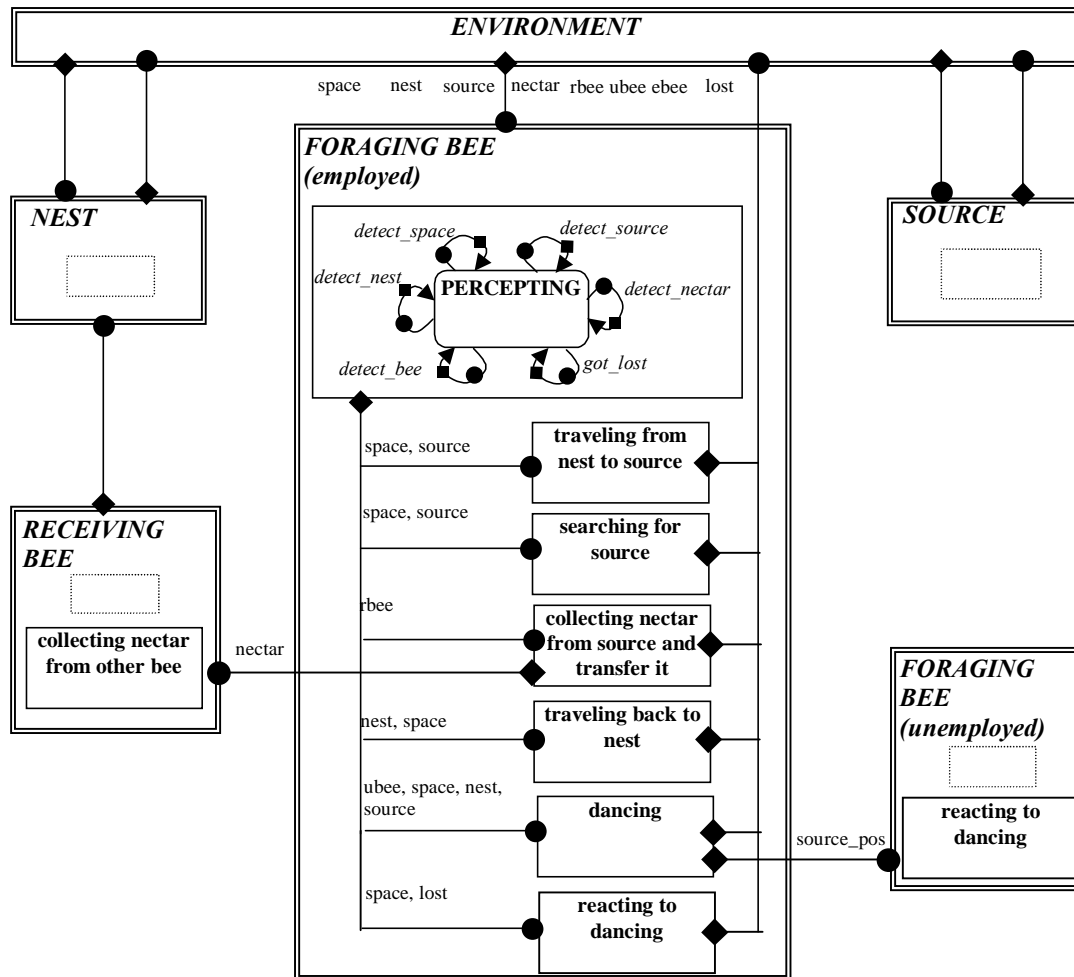 ENVIRONMENT
space nest source nectar rbee ubee ebee lost
FORAGING BEE
(employed)
NEST
SOURCE
detect_space
detect_source
detect_nest
PERCEPTING
detect_nectar
detect_bee
got_lost
space, source
traveling from
nest to source
space, source
searching for
source
RECEIVING
BEE
collecting nectar
from other bee
nectar
rbee
collecting nectar
from source and
transfer it
nest, space
traveling back to
nest
ubee, space, nest,
source
dancing
source_pos
FORAGING
BEE
(unemployed)
reacting to
dancing
space, lost
reacting to
dancing